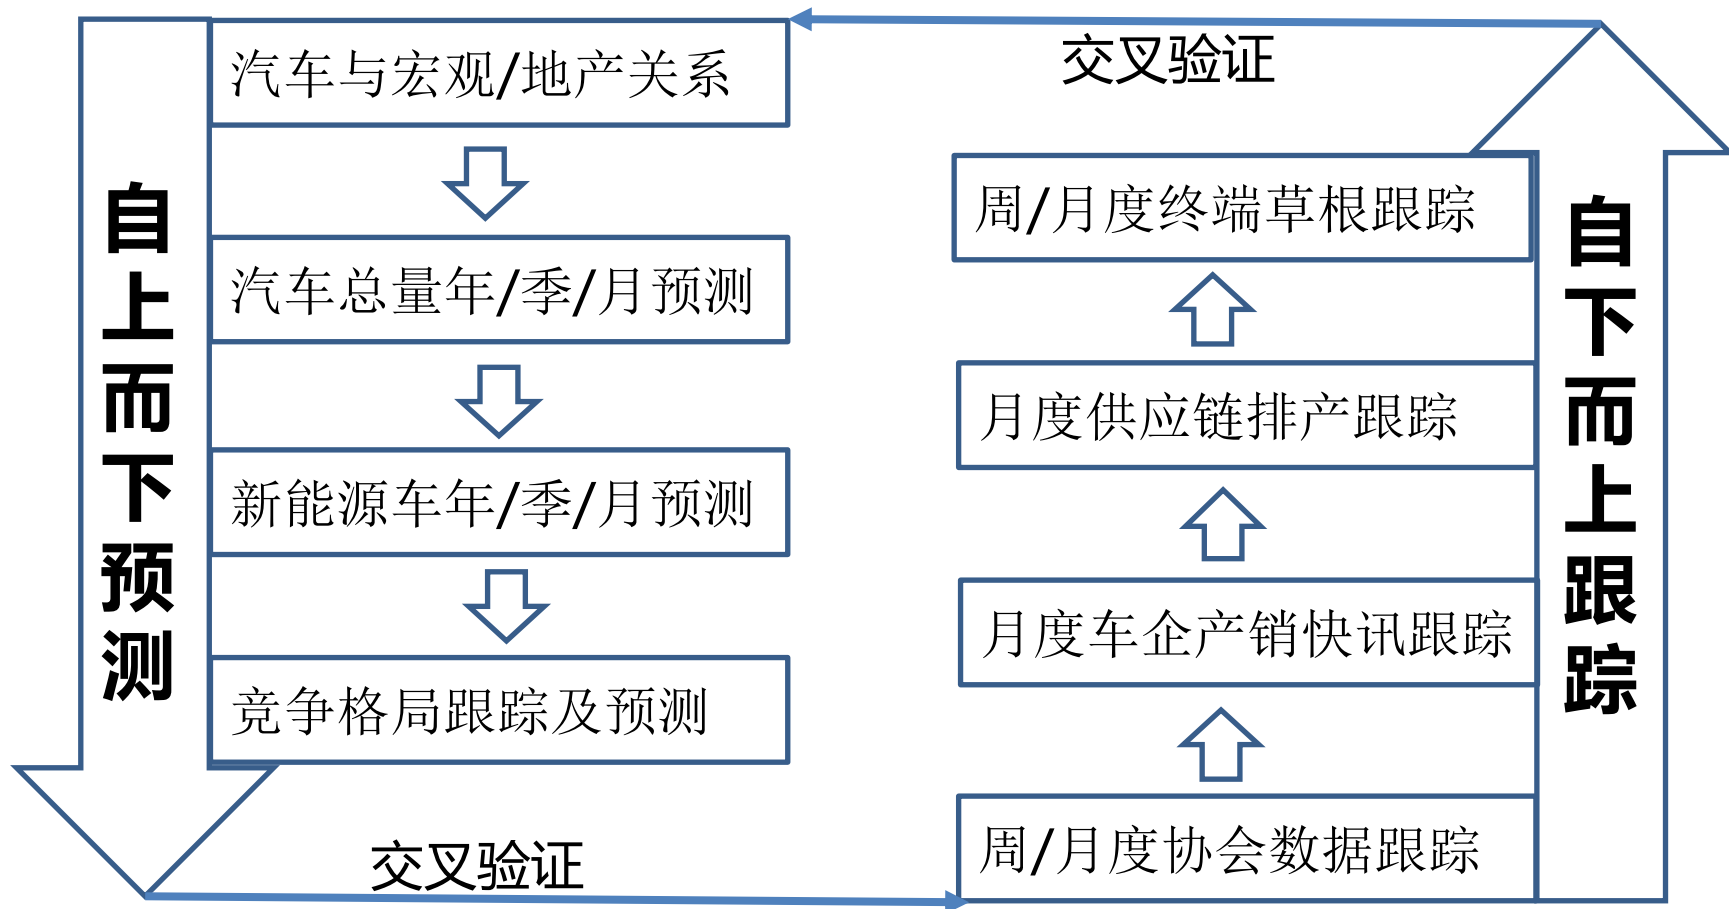 自上而下预测
汽车与宏观/地产关系
汽车总量年/季/月预测
新能源车年/季/月预测
竞争格局跟踪及预测
交叉验证
交叉验证
周/月度终端草根跟踪
月度供应链排产跟踪
月度车企产销快讯跟踪
周/月度协会数据跟踪
自下而上跟踪